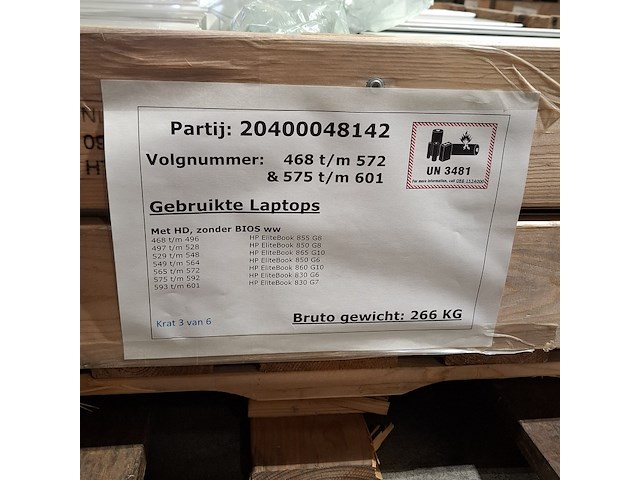 Partij: 20400048142
Volgnummer: 468 t/m 572
& 575 t/m 601
UN 3481
Gebruikte Laptops
Met HD, zonder BIOS ww
468 t/m 496 HP EliteBook 855 G8
497 t/m 528 HP EliteBook 850 G8
529 t/m 548 HP EliteBook 865 G10
549 t/m 564 HP EliteBook 850 G6
565 t/m 572 HP EliteBook 860 G10
575 t/m 592 HP EliteBook 830 G6
593 t/m 601 HP EliteBook 830 G7
Krat 3 van 6
Bruto gewicht: 266 KG